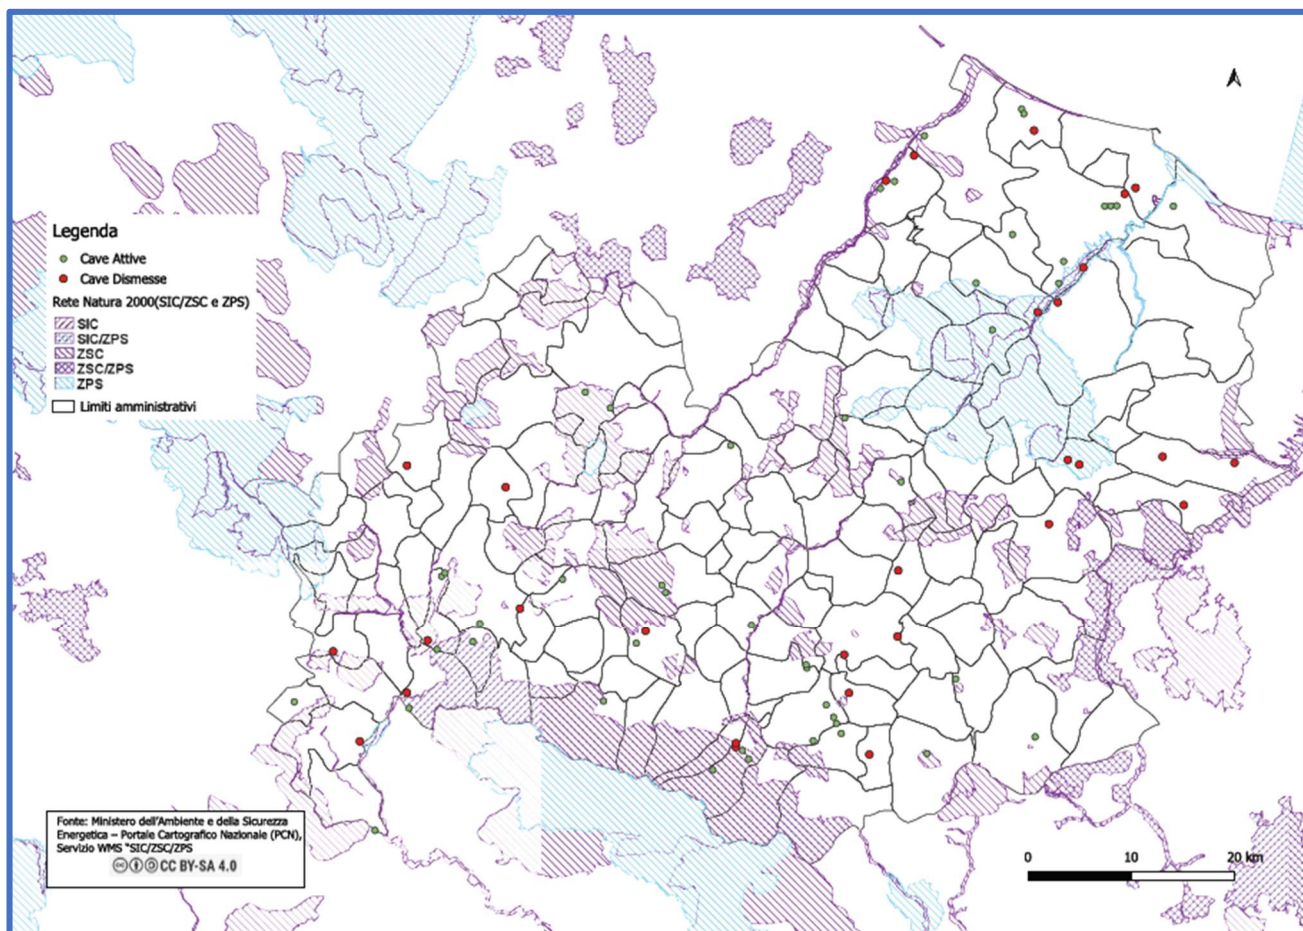 Legenda
Cave Attive
Cave Dismesse
Rete Natura 2000(SIC/ZSC e ZPS)
SIC
SIC/ZPS
ZSC
ZSC/ZPS
ZPS
Limiti amministrativi
Fonte: Ministero dell'Ambiente e della Sicurezza
Energetica – Portale Cartografico Nazionale (PCN),
Servizio WMS "SIC/ZSC/ZPS
CC BY-SA 4.0
0 10 20 km